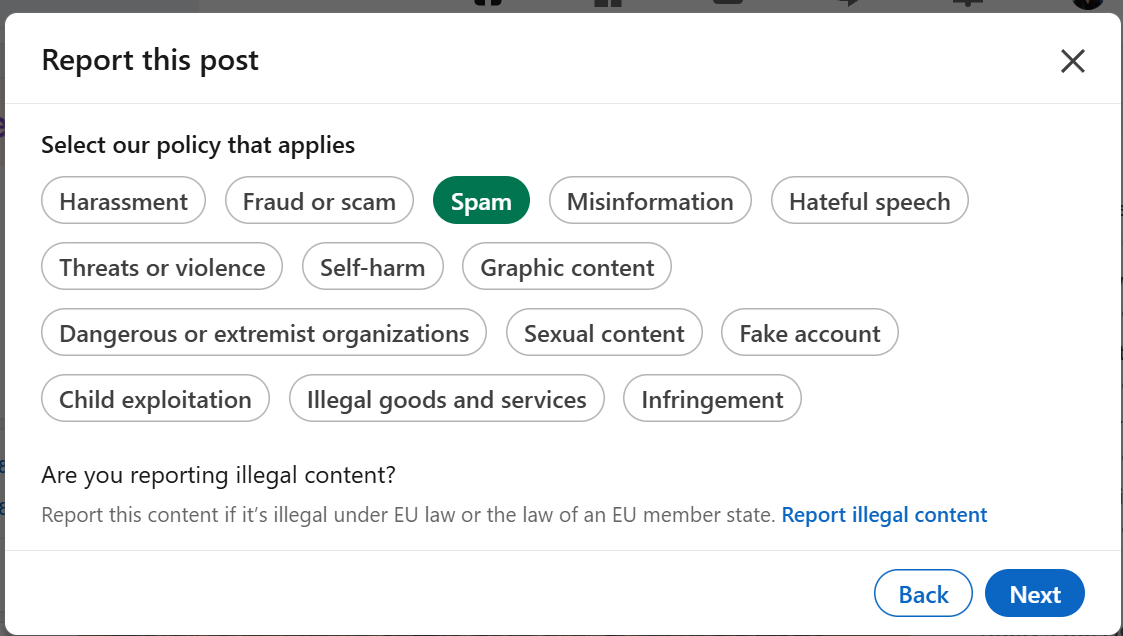 Report this post
Select our policy that applies
Harassment Fraud or scam Spam Misinformation Hateful speech
Threats or violence Self-harm Graphic content
Dangerous or extremist organizations Sexual content Fake account
Child exploitation Illegal goods and services Infringement
Are you reporting illegal content?
Report this content if it’s illegal under EU law or the law of an EU member state. Report illegal content
Back Next